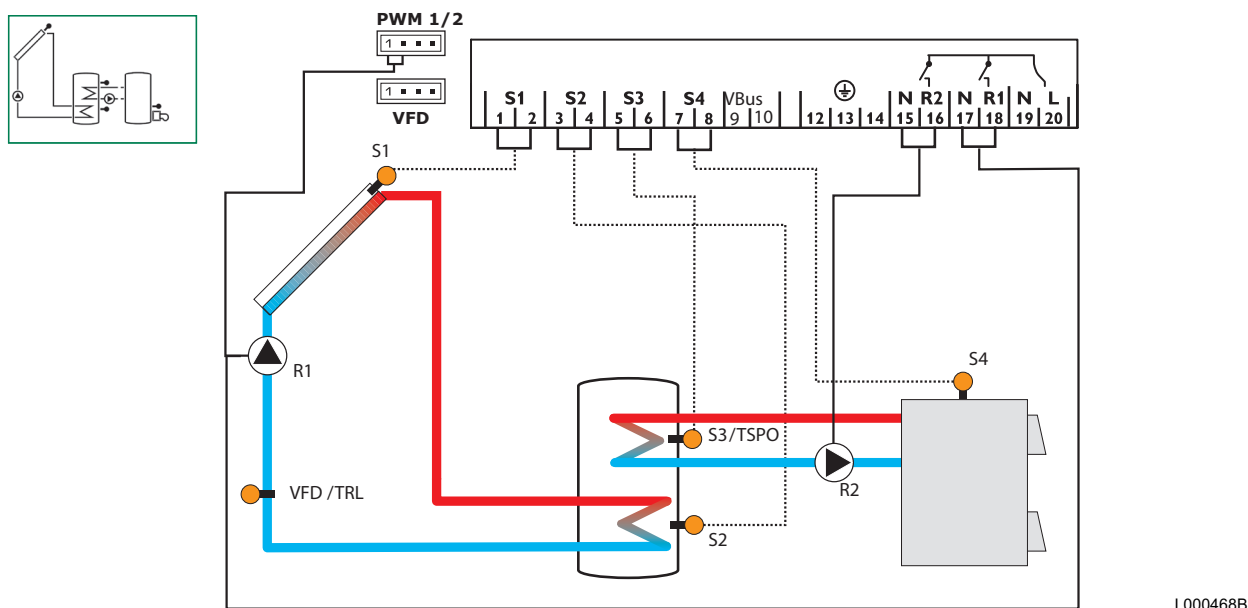 PWM 1/2
1
1
VFD
S1 S2 S3 S4 VBus N R2 N R1 N L
1 2 3 4 5 6 7 8 9 10 12 13 14 15 16 17 18 19 20
S1
S4
R1
S3/TSPO
R2
VFD /TRL
S2
L000468B